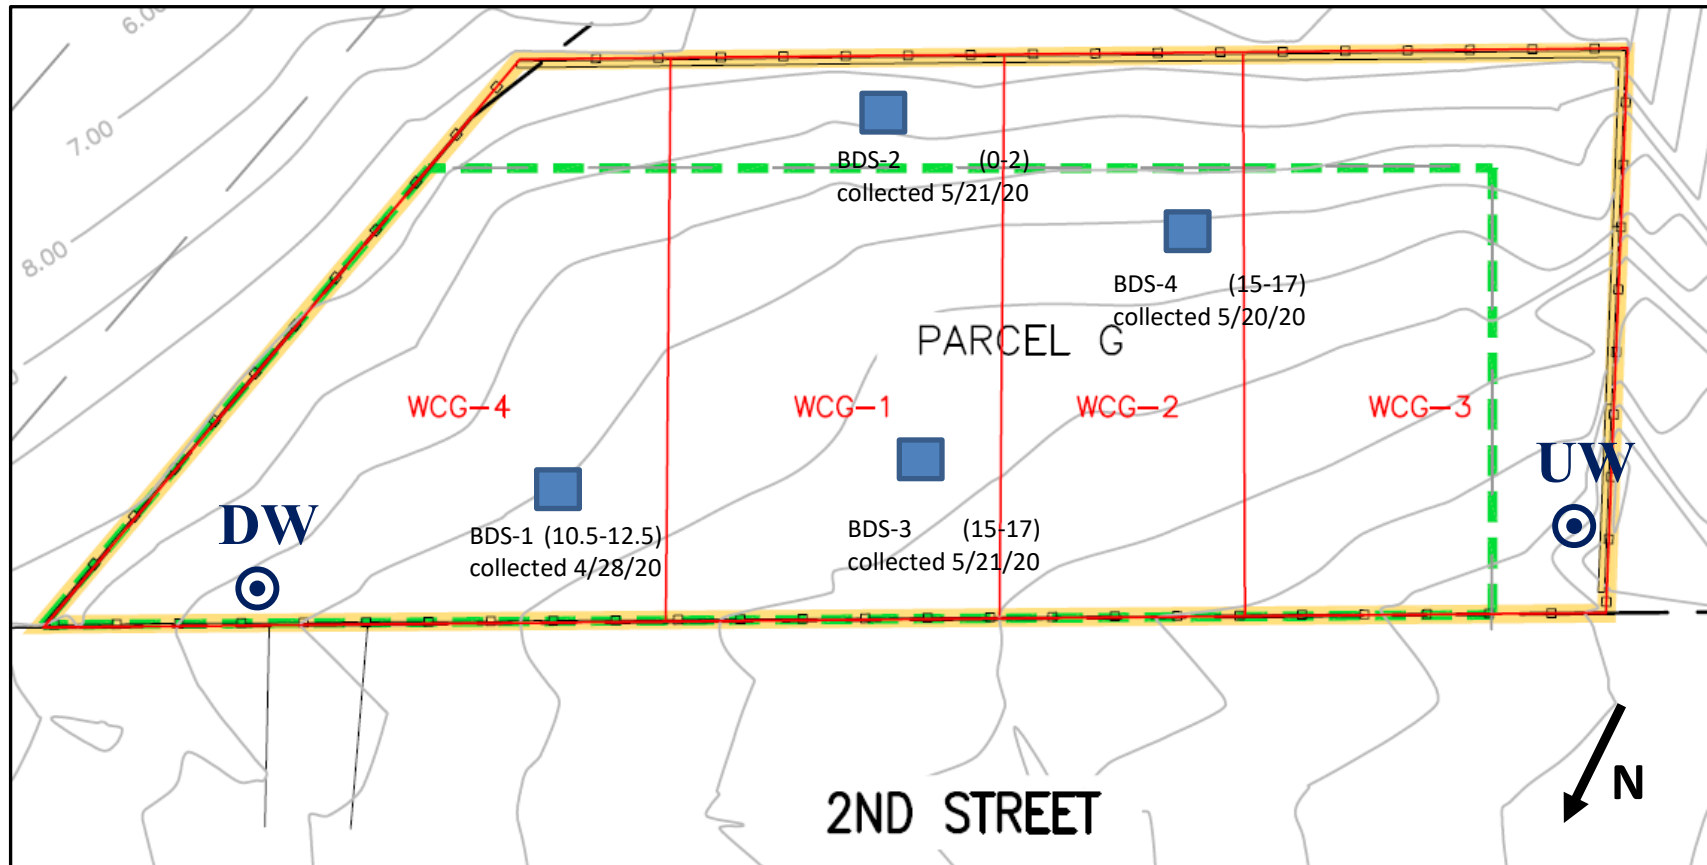 6.00
7.00
8.00
BDS-2 (0-2)
collected 5/21/20
BDS-4 (15-17)
collected 5/20/20
PARCEL G
WCG-4
WCG-1
WCG-2
WCG-3
UW
DW
BDS-1 (10.5-12.5)
collected 4/28/20
BDS-3 (15-17)
collected 5/21/20
N
2ND STREET